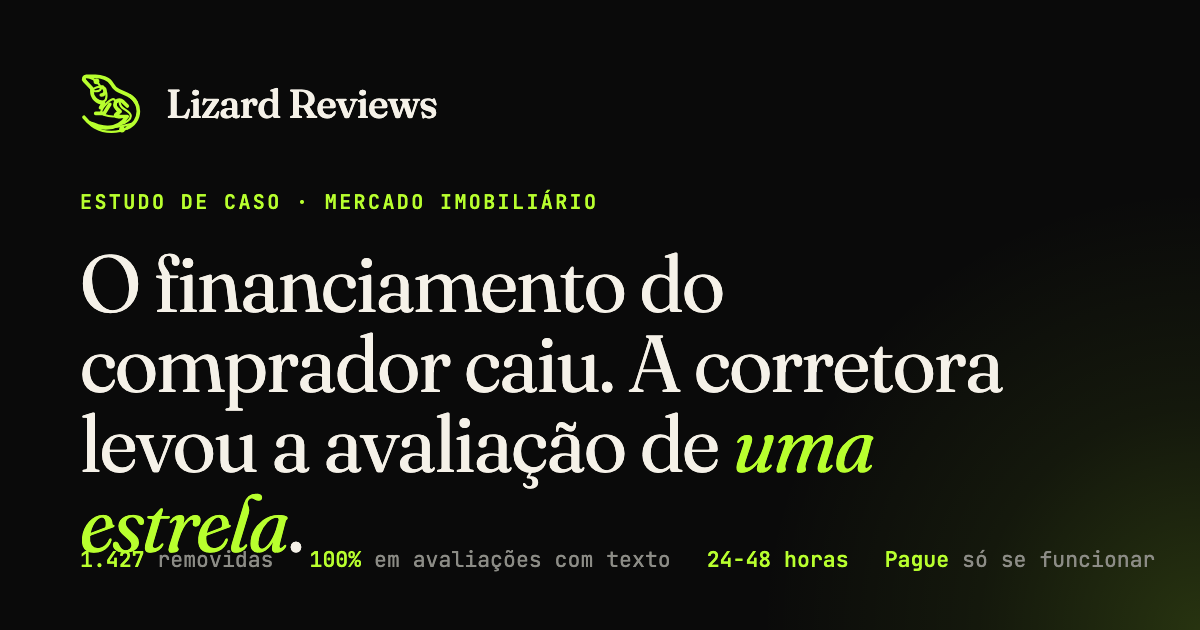 Lizard Reviews
ESTUDO DE CASO · MERCADO IMOBILIÁRIO
O financiamento do
comprador caiu. A corretora
levou a avaliação de uma
estrela.
1.427 removidas 100% em avaliações com texto 24-48 horas Pague só se funcionar